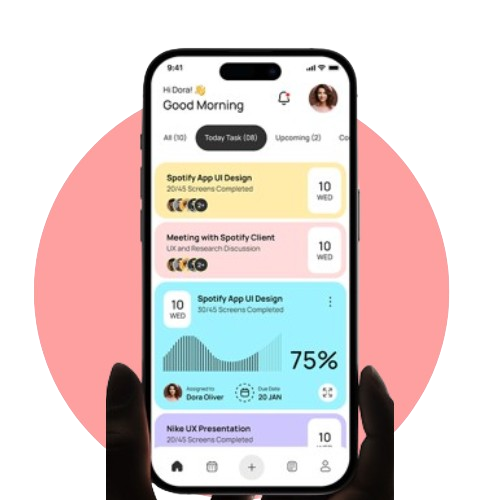 9:41
Hi Dora! 👋
Good Morning
All (10) Today Task (08) Upcoming (2) Co
Spotify App UI Design
20/45 Screens Completed
2+
10
WED
Meeting with Spotify Client
UX and Research Discussion
2+
10
WED
10
WED
Spotify App UI Design
30/45 Screens Completed
75%
Assigned to
Dora Oliver
Due Date
20 JAN
Nike UX Presentation
20/45 Screens Completed
10